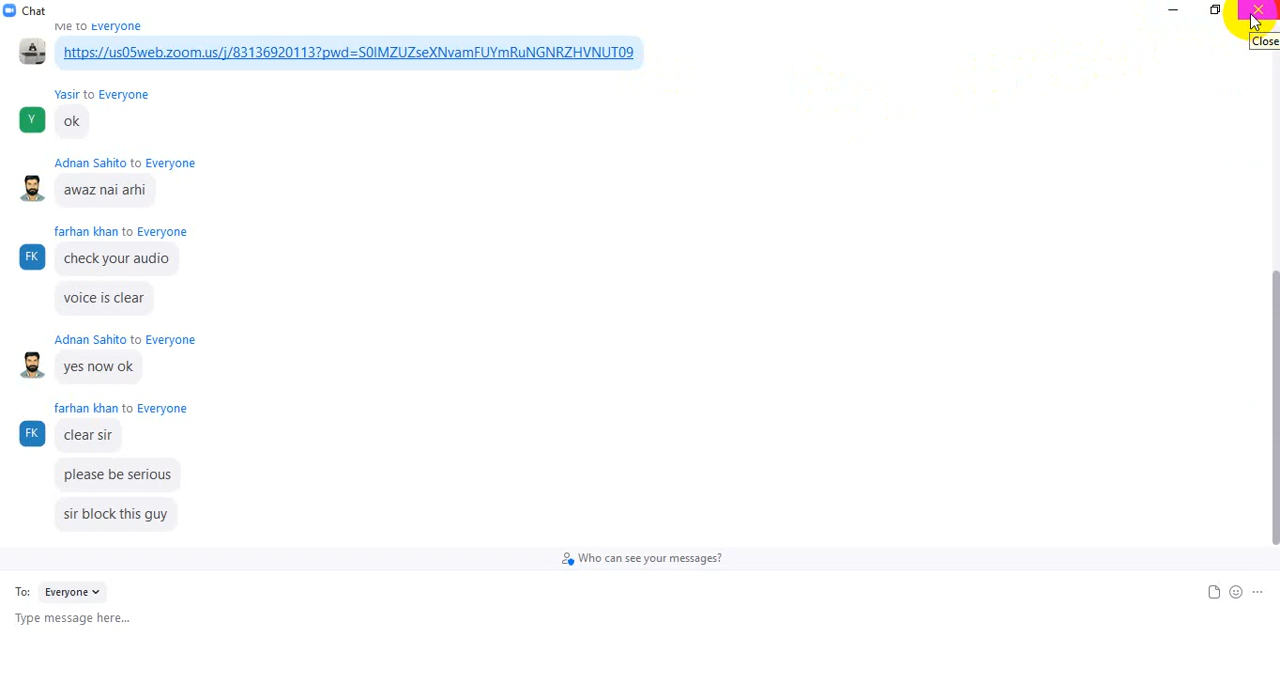 Chat
Me to Everyone
https://us05web.zoom.us/j/83136920113?pwd=S0lMZUZseXNvamFUYmRuNGNRZHVNUT09
Close
Yasir to Everyone
Y
ok
Adnan Sahito to Everyone
awaz nai arhi
farhan khan to Everyone
FK
check your audio
voice is clear
Adnan Sahito to Everyone
yes now ok
farhan khan to Everyone
FK
clear sir
please be serious
sir block this guy
Who can see your messages?
To: Everyone
Type message here...